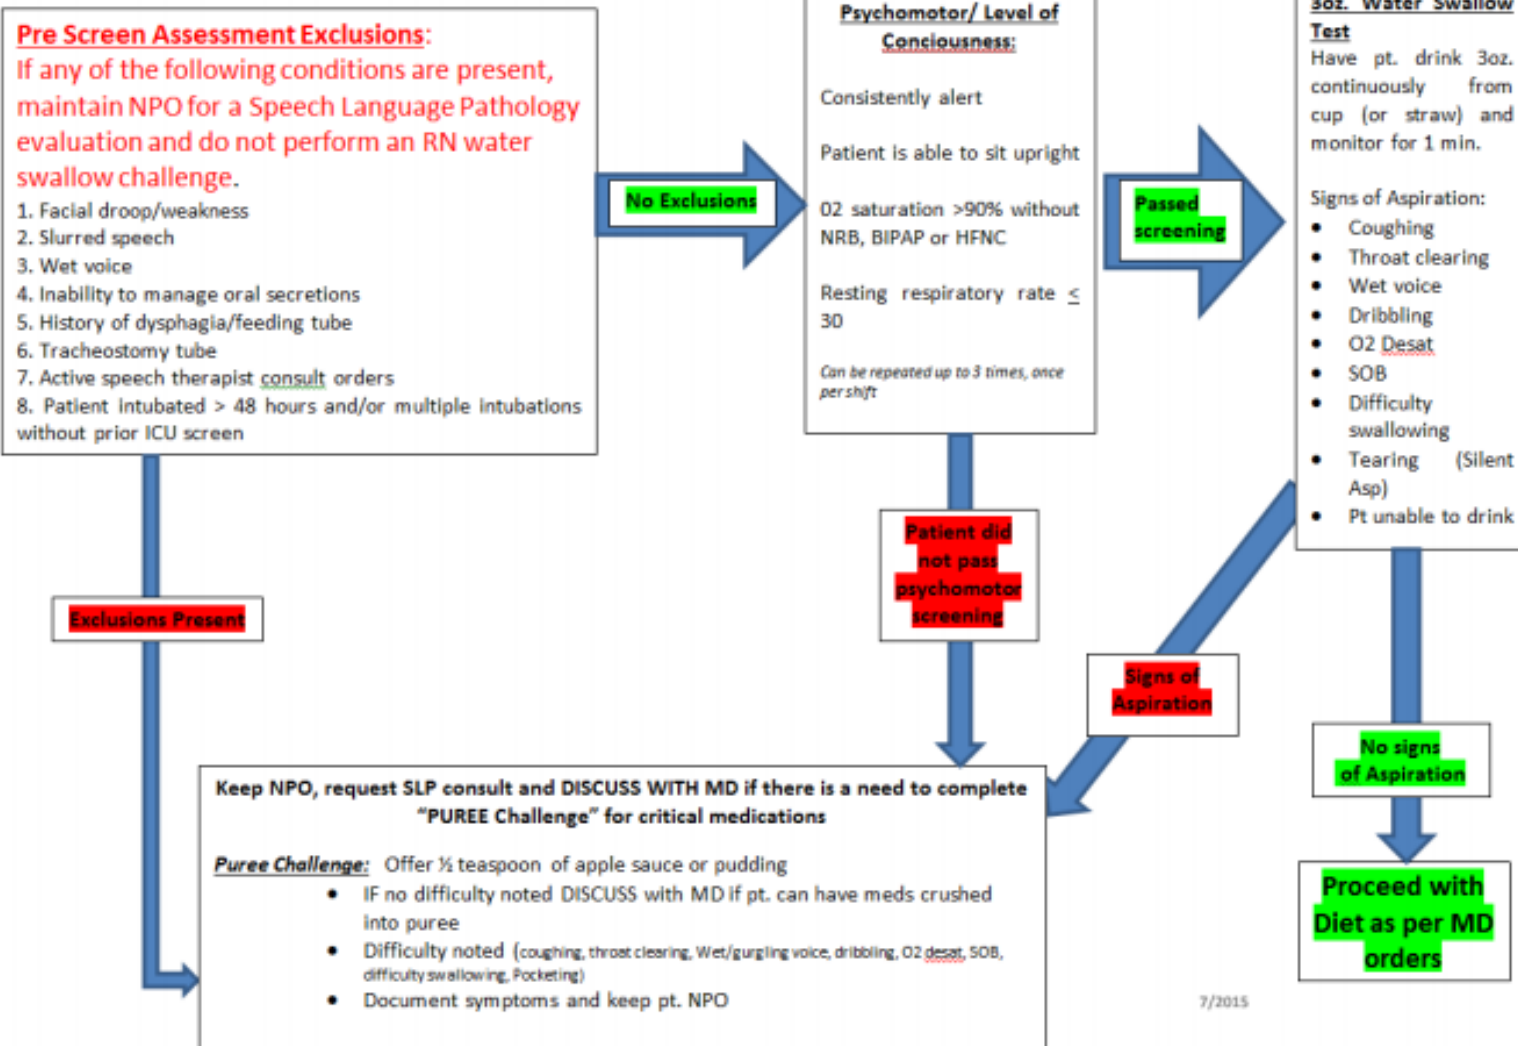 Pre Screen Assessment Exclusions:
If any of the following conditions are present,
maintain NPO for a Speech Language Pathology
evaluation and do not perform an RN water
swallow challenge.
1. Facial droop/weakness
2. Slurred speech
3. Wet voice
4. Inability to manage oral secretions
5. History of dysphagia/feeding tube
6. Tracheostomy tube
7. Active speech therapist consult orders
8. Patient intubated > 48 hours and/or multiple intubations
without prior ICU screen
No Exclusions
Psychomotor/ Level of
Conciousness:
Consistently alert
Patient is able to sit upright
02 saturation >90% without
NRB, BIPAP or HFNC
Resting respiratory rate ≤
30
Can be repeated up to 3 times, once
per shift
Passed
screening
3oz. Water Swallow
Test
Have pt. drink 3oz.
continuously from
cup (or straw) and
monitor for 1 min.
Signs of Aspiration:
• Coughing
• Throat clearing
• Wet voice
• Dribbling
• O2 Desat
• SOB
• Difficulty
swallowing
• Tearing (Silent
Asp)
• Pt unable to drink
Exclusions Present
Patient did
not pass
psychomotor
screening
Signs of
Aspiration
No signs
of Aspiration
Keep NPO, request SLP consult and DISCUSS WITH MD if there is a need to complete
“PUREE Challenge” for critical medications
Puree Challenge: Offer ½ teaspoon of apple sauce or pudding
• IF no difficulty noted DISCUSS with MD if pt. can have meds crushed
into puree
• Difficulty noted (coughing, throat clearing, Wet/gurgling voice, dribbling, O2 desat, SOB,
difficulty swallowing, Pocketing)
• Document symptoms and keep pt. NPO
Proceed with
Diet as per MD
orders
7/2015